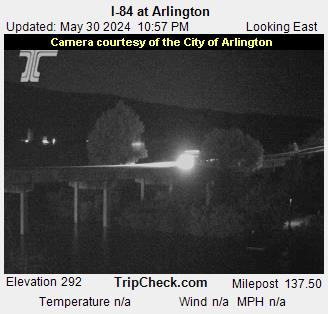 I-84 at Arlington
Updated: May 30 2024 10:57 PM Looking East
Camera courtesy of the City of Arlington
Elevation 292 TripCheck.com Milepost 137.50
Temperature n/a Wind n/a MPH n/a